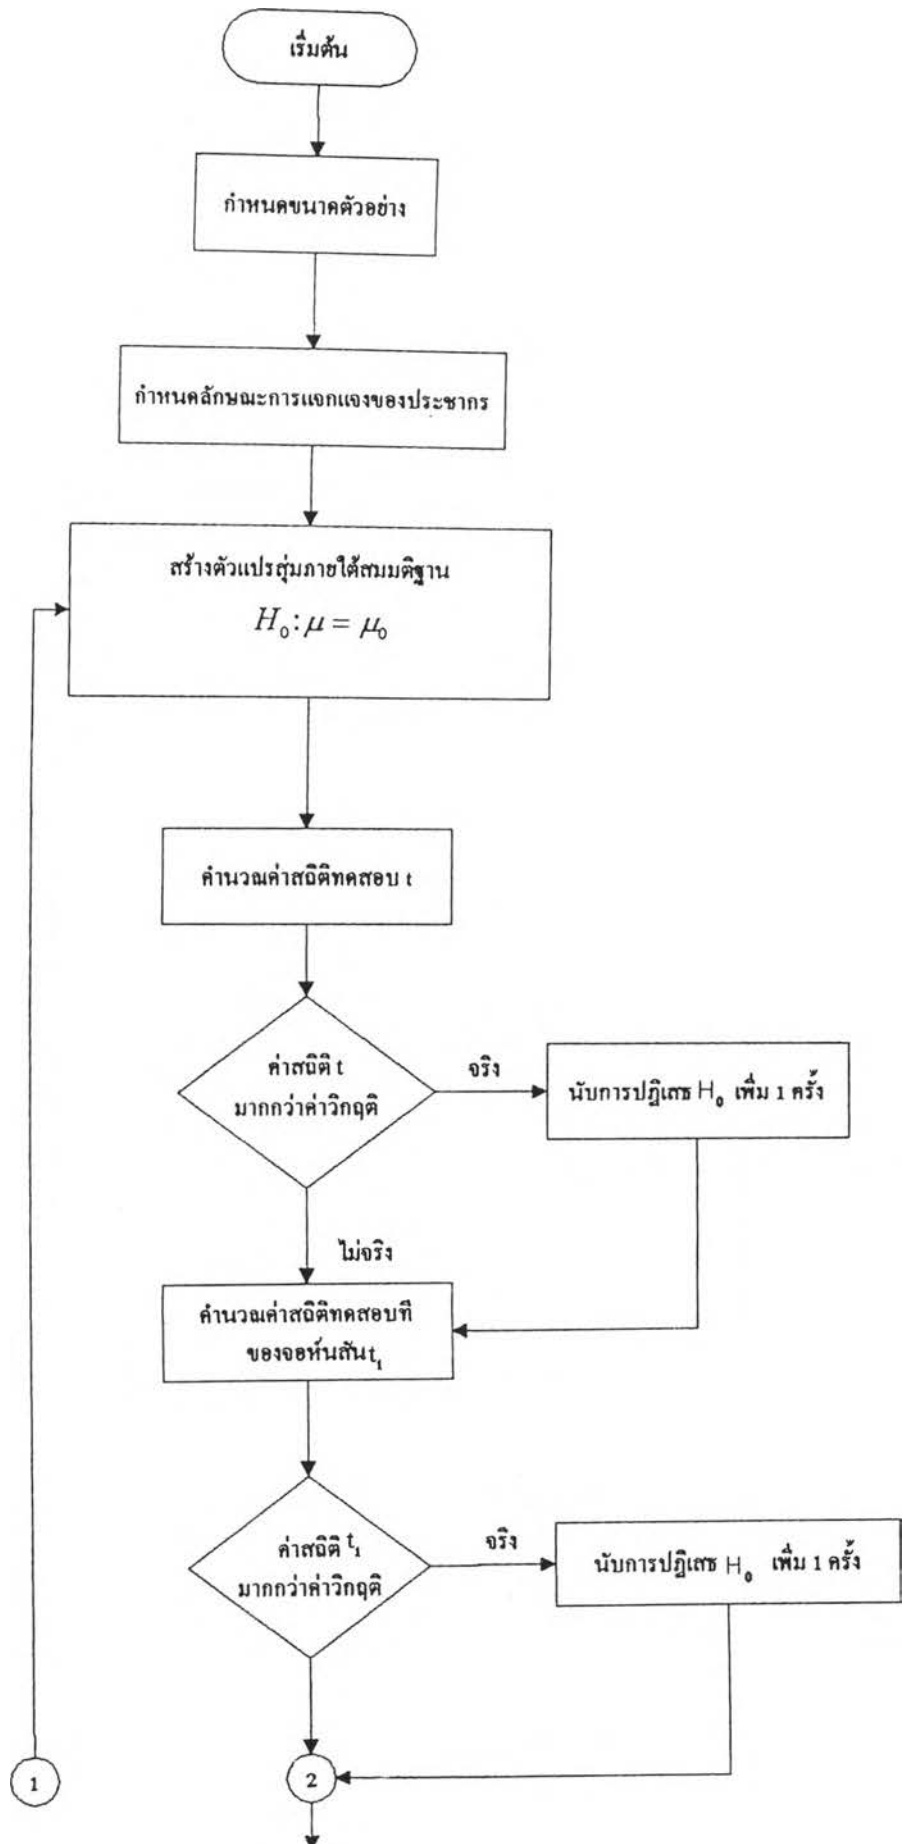 เริ่มต้น
กำหนดขนาดตัวอย่าง
กำหนดลักษณะการแจกแจงของประชากร
สร้างตัวแปรสุ่มภายใต้สมมติฐาน
H₀: μ = μ₀
คำนวณค่าสถิติทดสอบ t
ค่าสถิติ t
มากกว่าค่าวิกฤติ
จริง
นับการปฏิเสธ H₀ เพิ่ม 1 ครั้ง
ไม่จริง
คำนวณค่าสถิติทดสอบที
ของจอห์นสัน t₁
ค่าสถิติ t₁
มากกว่าค่าวิกฤติ
จริง
นับการปฏิเสธ H₀ เพิ่ม 1 ครั้ง
1
2